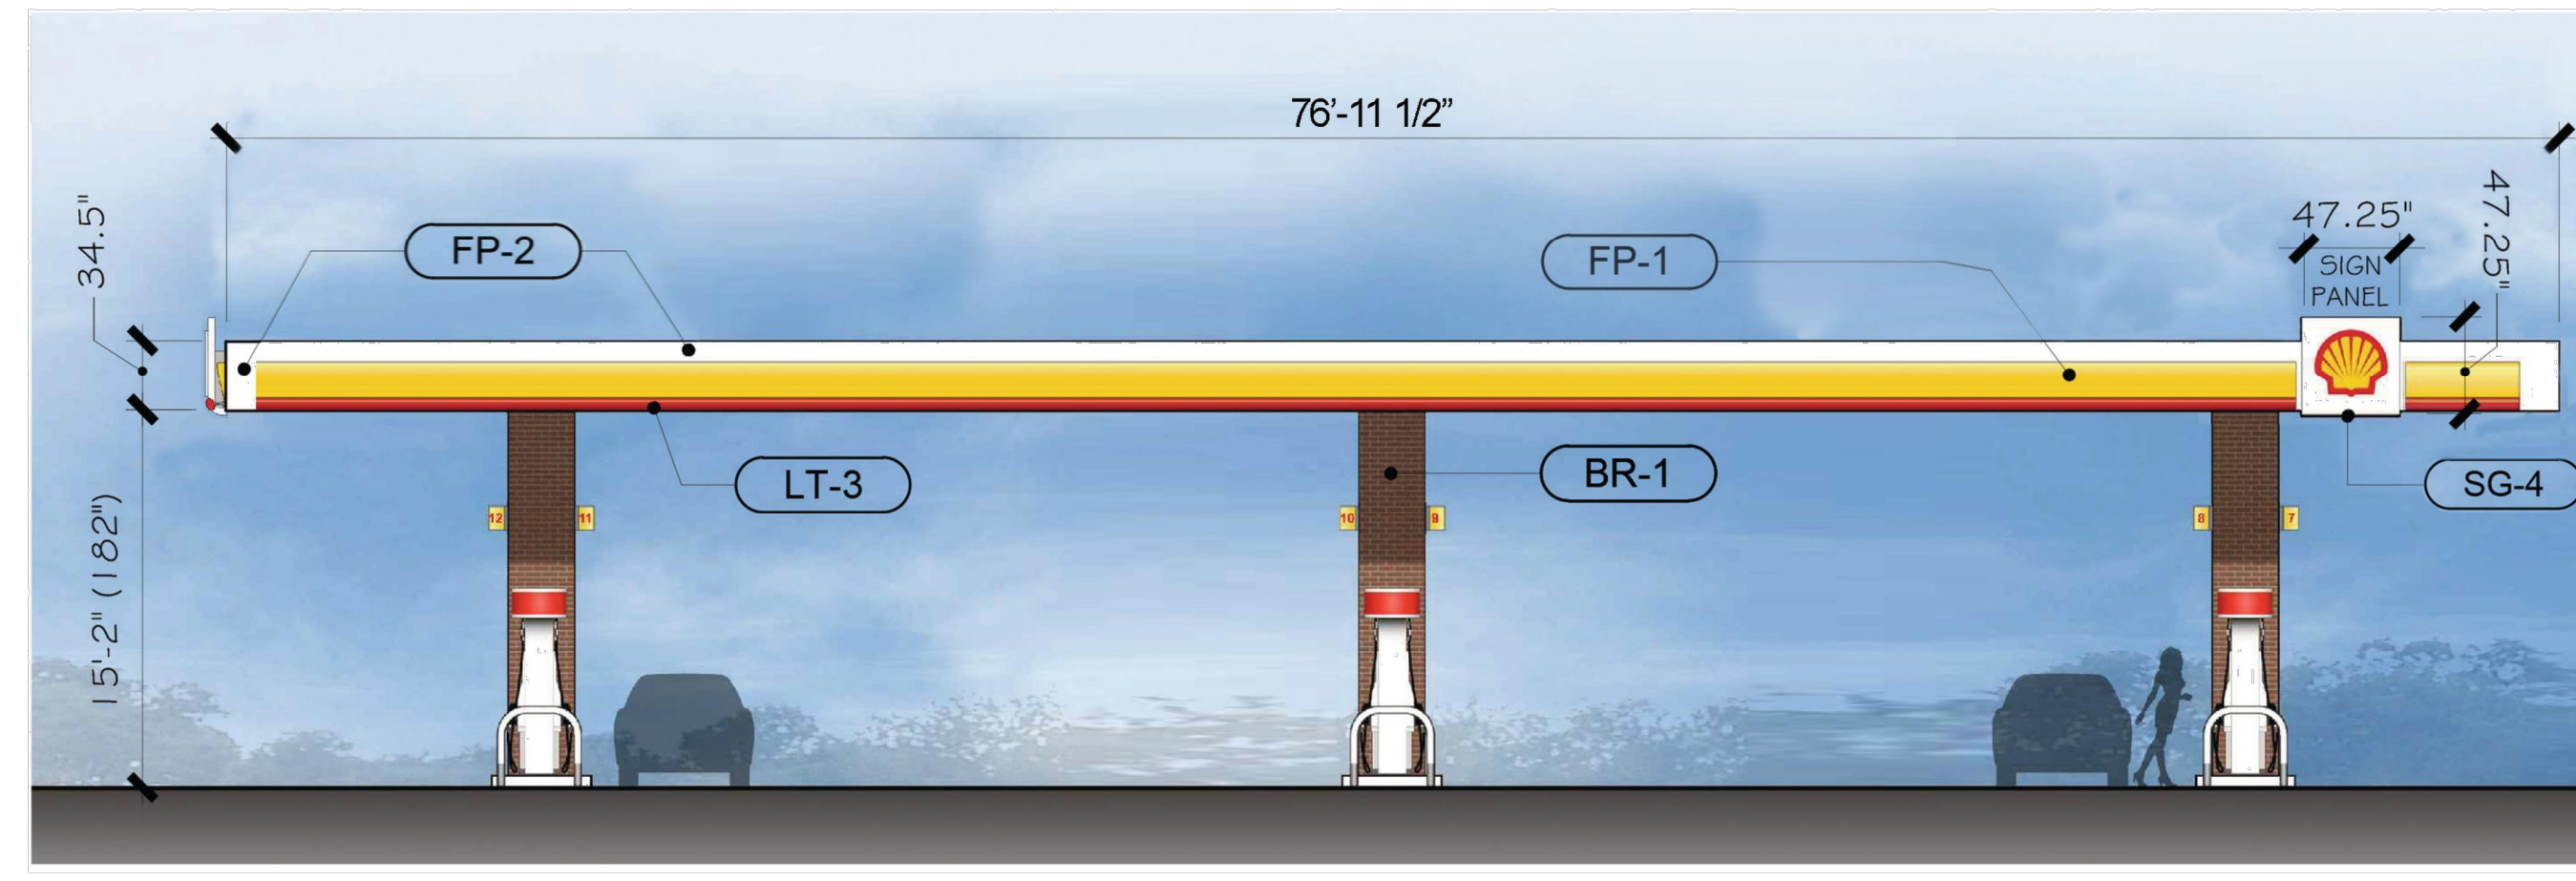 76'-11 1/2"
34.5"
FP-2
FP-1
47.25"
SIGN
PANEL
47.25"
LT-3
BR-1
SG-4
15'-2" (182")
12
11
10
9
8
7